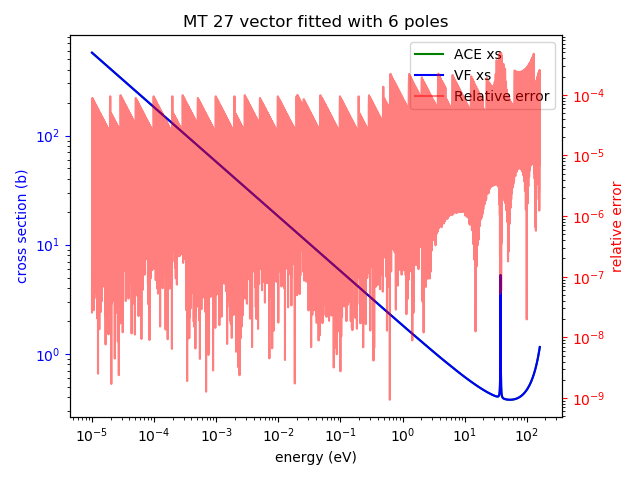 MT 27 vector fitted with 6 poles
ACE xs
VF xs
Relative error
cross section (b)
10²
10¹
10⁰
10⁻⁴
10⁻⁵
10⁻⁶
10⁻⁷
10⁻⁸
10⁻⁹
relative error
10⁻⁵ 10⁻⁴ 10⁻³ 10⁻² 10⁻¹ 10⁰ 10¹ 10²
energy (eV)